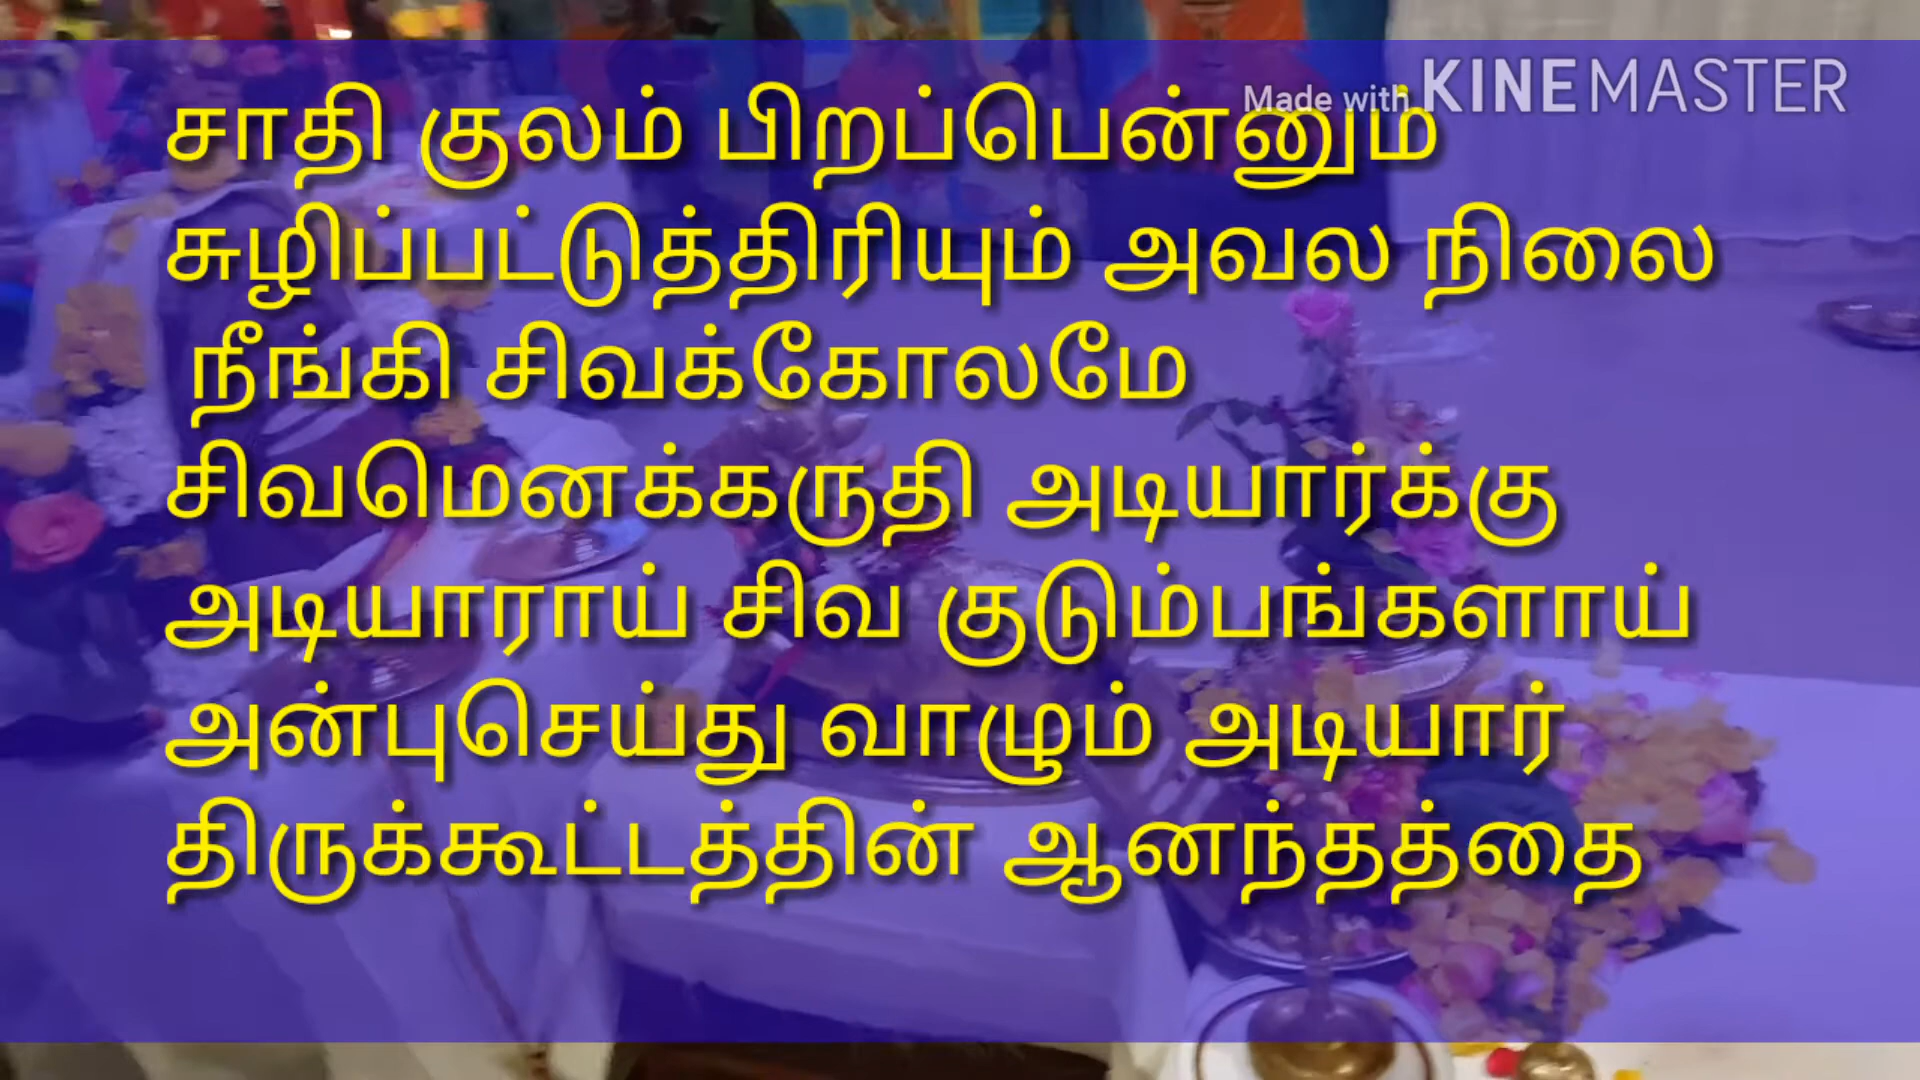 Made with KINEMASTER
சாதி குலம் பிறப்பென்னும்
சுழிப்பட்டுத்திரியும் அவல நிலை
நீங்கி சிவக்கோலமே
சிவமெனக்கருதி அடியார்க்கு
அடியாராய் சிவ குடும்பங்களாய்
அன்புசெய்து வாழும் அடியார்
திருக்கூட்டத்தின் ஆனந்தத்தை